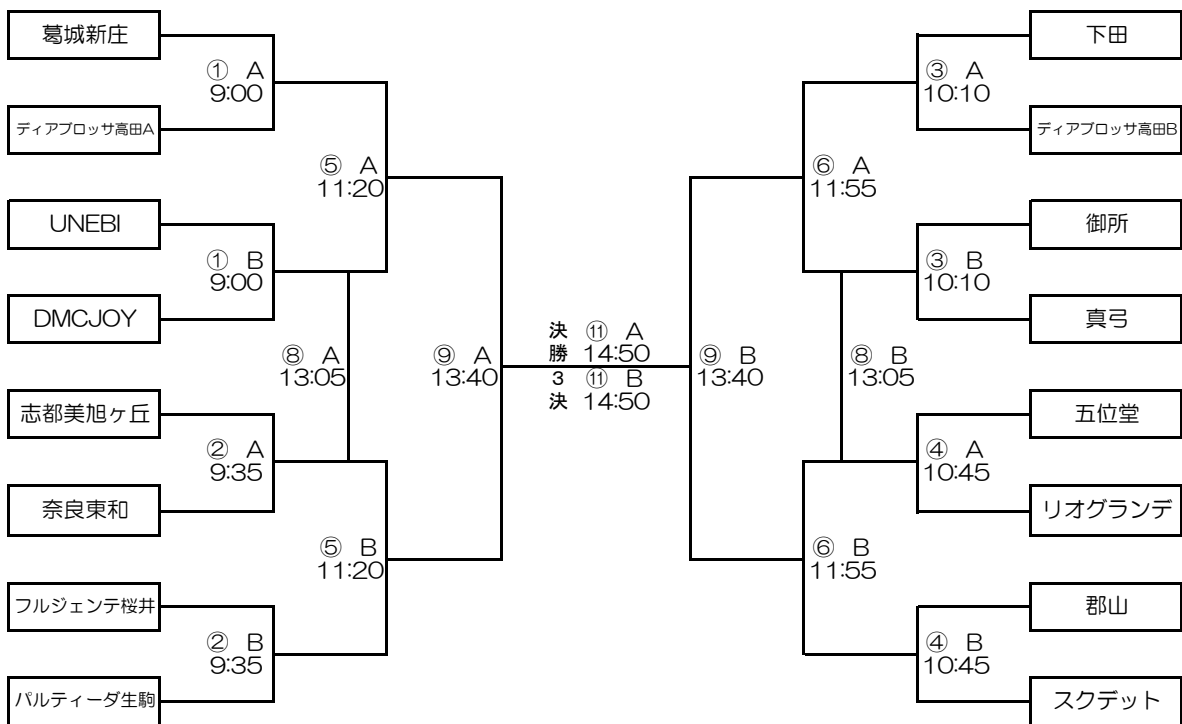 葛城新庄
① A
9:00
ディアブロッサ高田A
⑤ A
11:20
UNEBI
① B
9:00
DMCJOY
⑧ A
13:05
⑨ A
13:40
志都美旭ヶ丘
② A
9:35
奈良東和
⑤ B
11:20
フルジェンテ桜井
② B
9:35
パルティーダ生駒
決 ⑪ A
勝 14:50
3 ⑪ B
決 14:50
下田
③ A
10:10
ディアブロッサ高田B
⑥ A
11:55
御所
③ B
10:10
真弓
⑨ B
13:40
⑧ B
13:05
五位堂
④ A
10:45
リオグランデ
⑥ B
11:55
郡山
④ B
10:45
スクデット